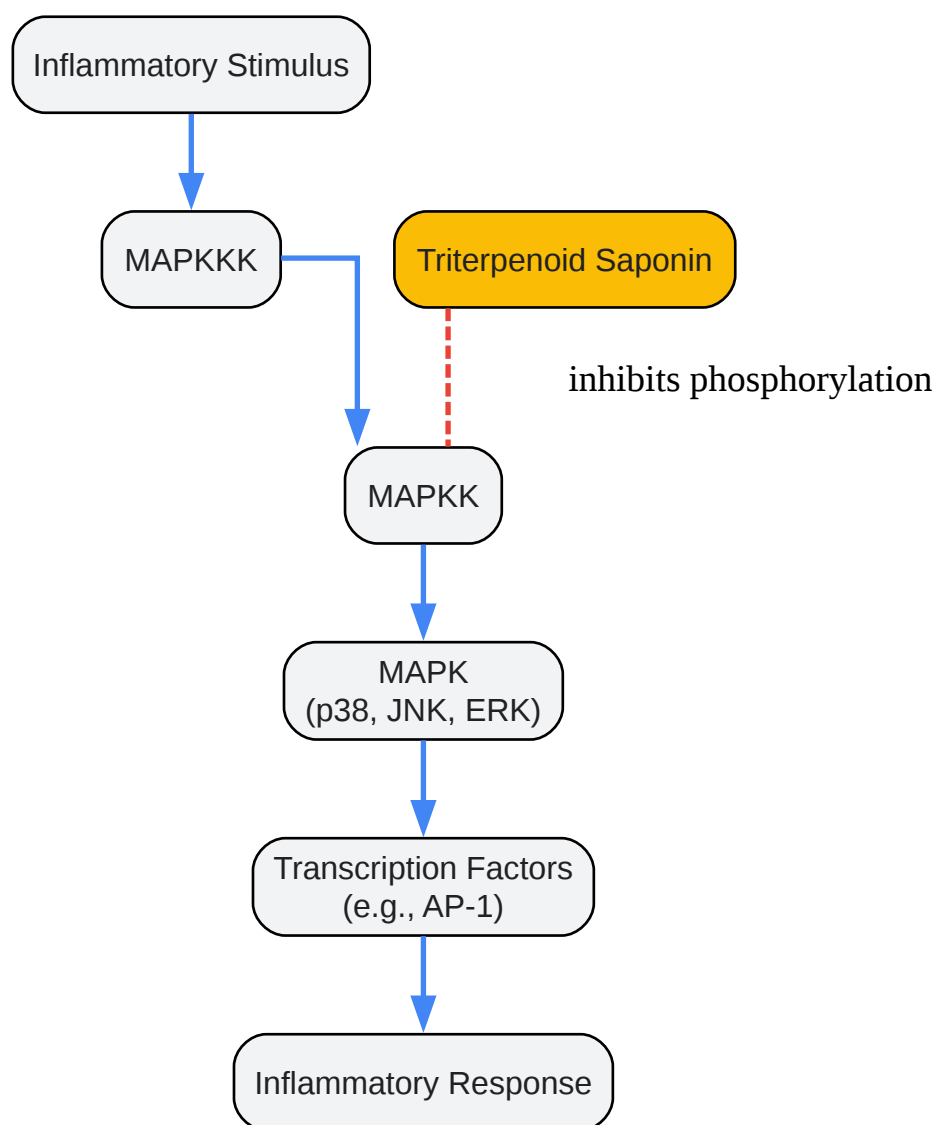 Inflammatory Stimulus
MAPKKK
Triterpenoid Saponin
inhibits phosphorylation
MAPKK
MAPK
(p38, JNK, ERK)
Transcription Factors
(e.g., AP-1)
Inflammatory Response